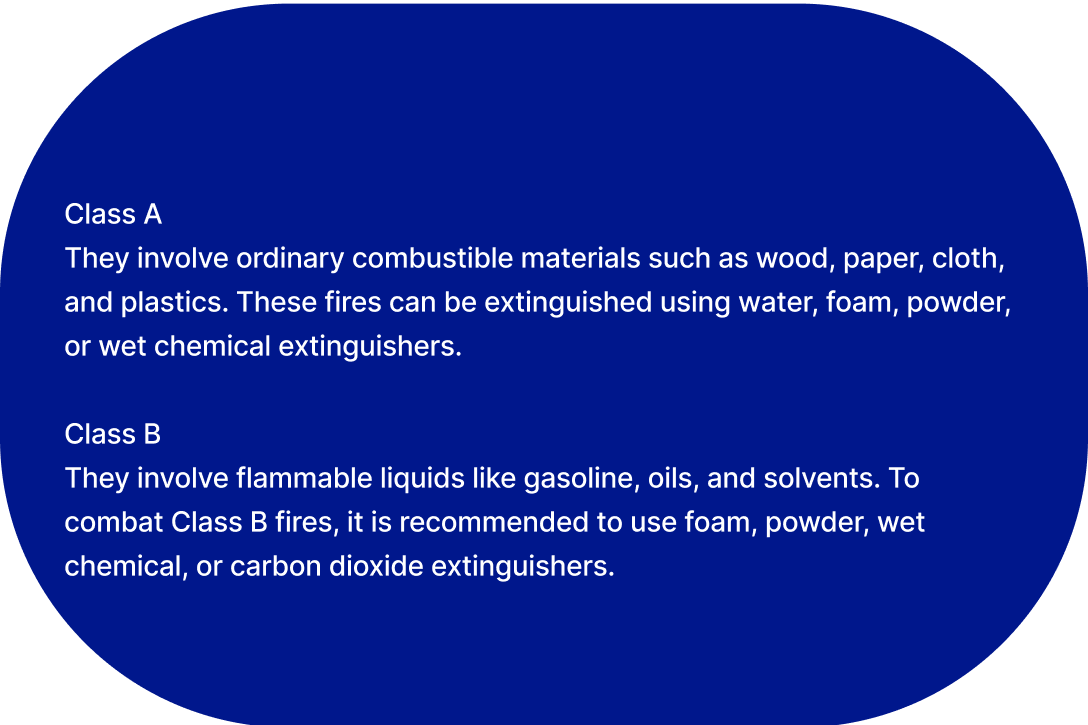 Class A
They involve ordinary combustible materials such as wood, paper, cloth,
and plastics. These fires can be extinguished using water, foam, powder,
or wet chemical extinguishers.
Class B
They involve flammable liquids like gasoline, oils, and solvents. To
combat Class B fires, it is recommended to use foam, powder, wet
chemical, or carbon dioxide extinguishers.